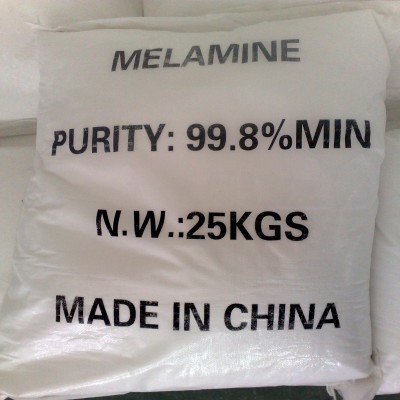 MELAMINE
PURITY: 99.8%MIN
N.W.:25KGS
MADE IN CHINA